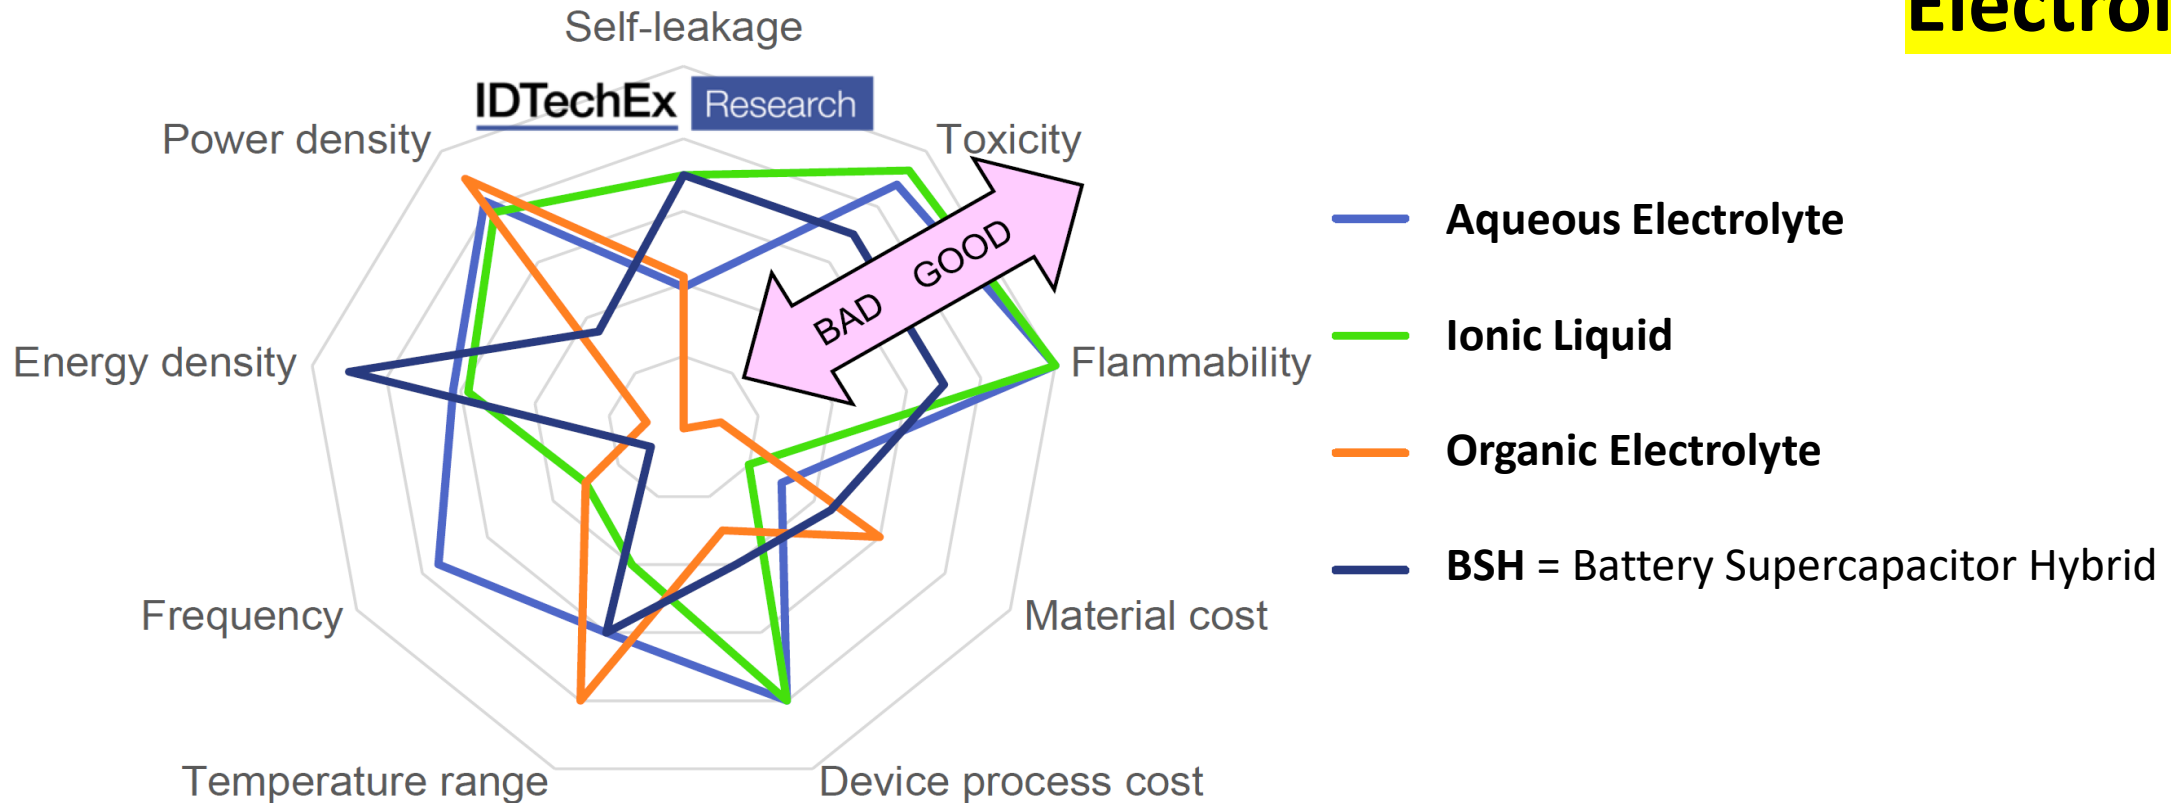 Self-leakage
IDTechEx Research
Power density
Toxicity
BAD GOOD
Energy density
Flammability
Frequency
Material cost
Temperature range
Device process cost
Aqueous Electrolyte
Ionic Liquid
Organic Electrolyte
BSH = Battery Supercapacitor Hybrid